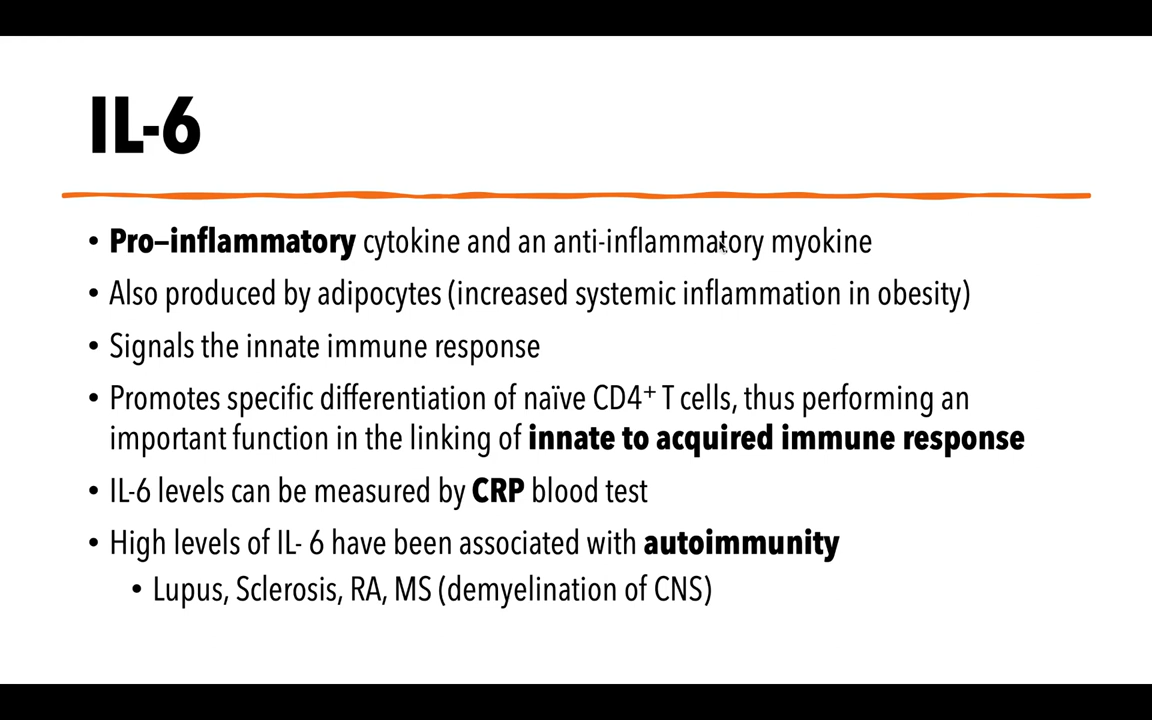 IL-6
• Pro–inflammatory cytokine and an anti-inflammatory myokine
• Also produced by adipocytes (increased systemic inflammation in obesity)
• Signals the innate immune response
• Promotes specific differentiation of naïve CD4⁺ T cells, thus performing an
important function in the linking of innate to acquired immune response
• IL-6 levels can be measured by CRP blood test
• High levels of IL- 6 have been associated with autoimmunity
• Lupus, Sclerosis, RA, MS (demyelination of CNS)